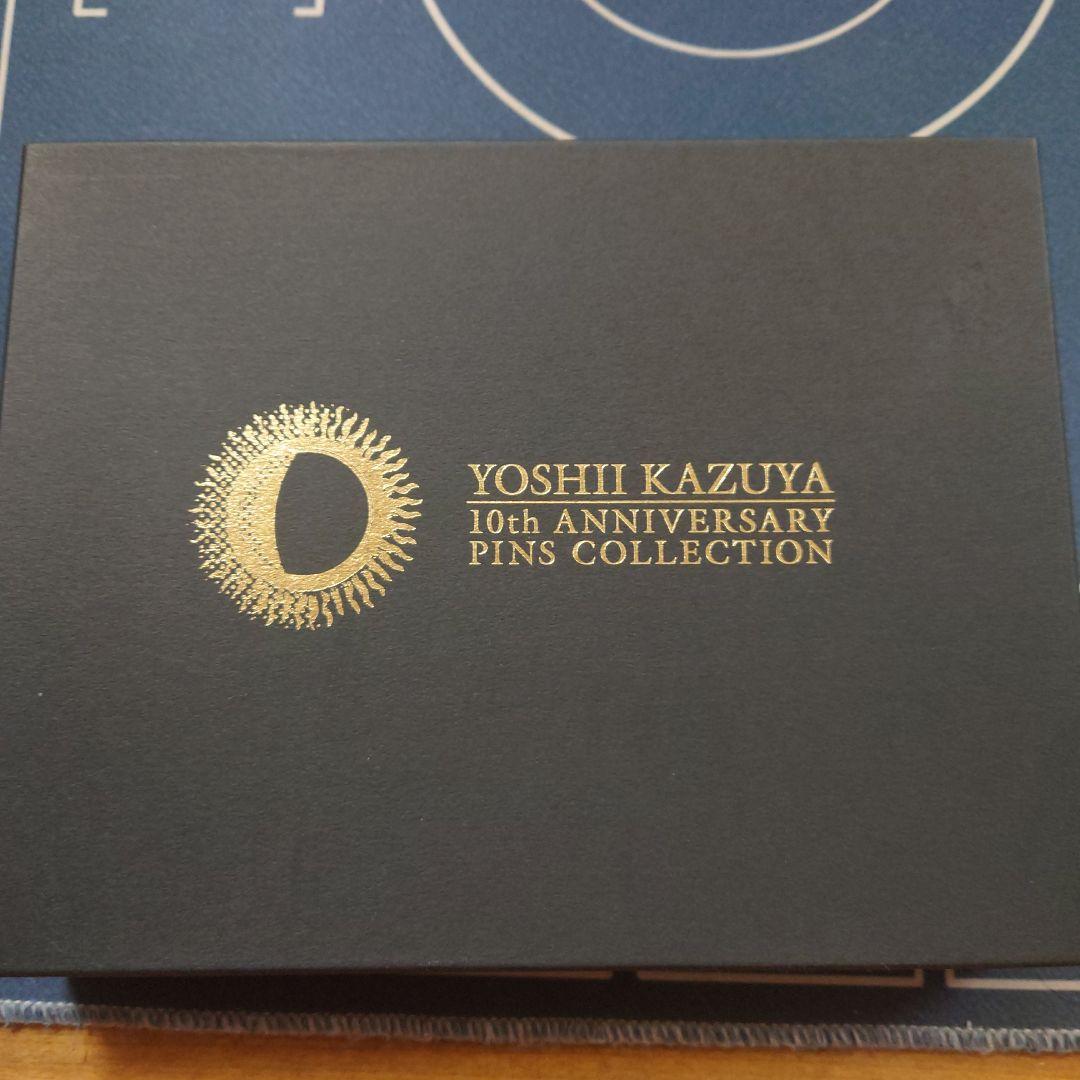 YOSHII KAZUYA
10th ANNIVERSARY
PINS COLLECTION